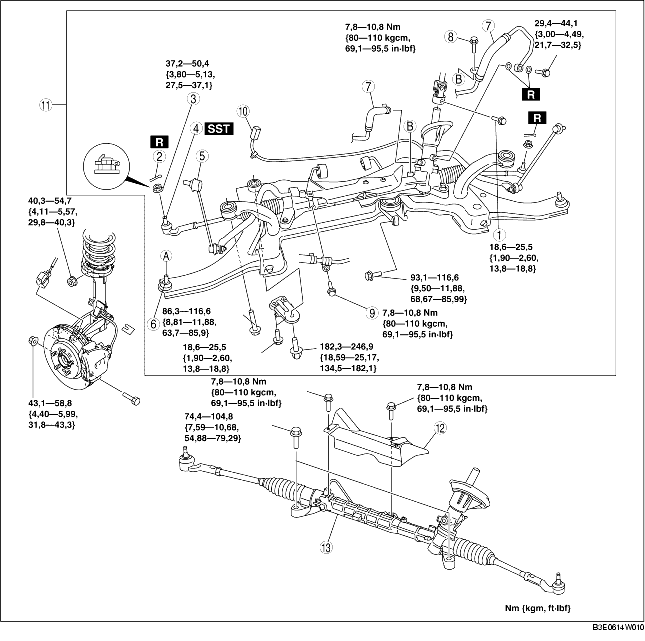 7,8—10,8 Nm
{80—110 kgcm,
69,1—95,5 in·lbf}
7
8
29,4—44,1
{3,00—4,49,
21,7—32,5}
B
R
R
37,2—50,4
{3,80—5,13,
27,5—37,1}
3
7
11
10
4
SST
B
R
2
5
40,3—54,7
{4,11—5,57,
29,8—40,3}
1
18,6—25,5
{1,90—2,60,
13,8—18,8}
A
6
93,1—116,6
{9,50—11,88,
68,67—85,99}
86,3—116,6
{8,81—11,88,
63,7—85,9}
9
7,8—10,8 Nm
{80—110 kgcm,
69,1—95,5 in·lbf}
18,6—25,5
{1,90—2,60,
13,8—18,8}
182,3—246,9
{18,59—25,17,
134,5—182,1}
43,1—58,8
{4,40—5,99,
31,8—43,3}
7,8—10,8 Nm
{80—110 kgcm,
69,1—95,5 in·lbf}
7,8—10,8 Nm
{80—110 kgcm,
69,1—95,5 in·lbf}
74,4—104,8
{7,59—10,68,
54,88—79,29}
12
13
Nm {kgm, ft·lbf}
B3E0614W010